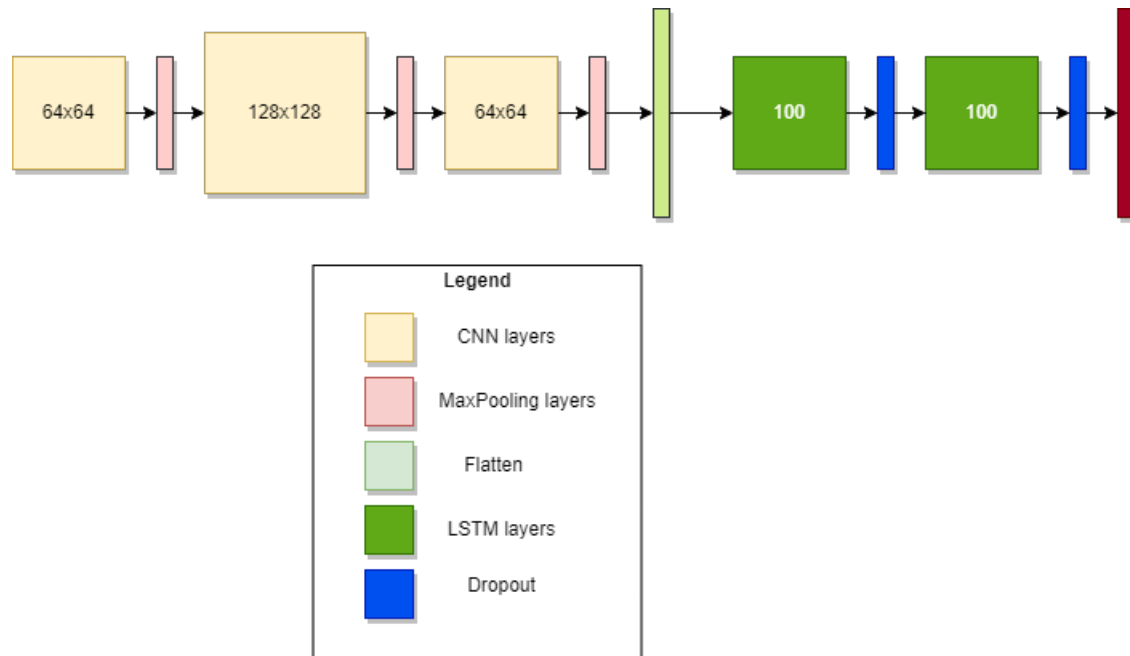 64x64
128x128
64x64
100
100
Legend
CNN layers
MaxPooling layers
Flatten
LSTM layers
Dropout